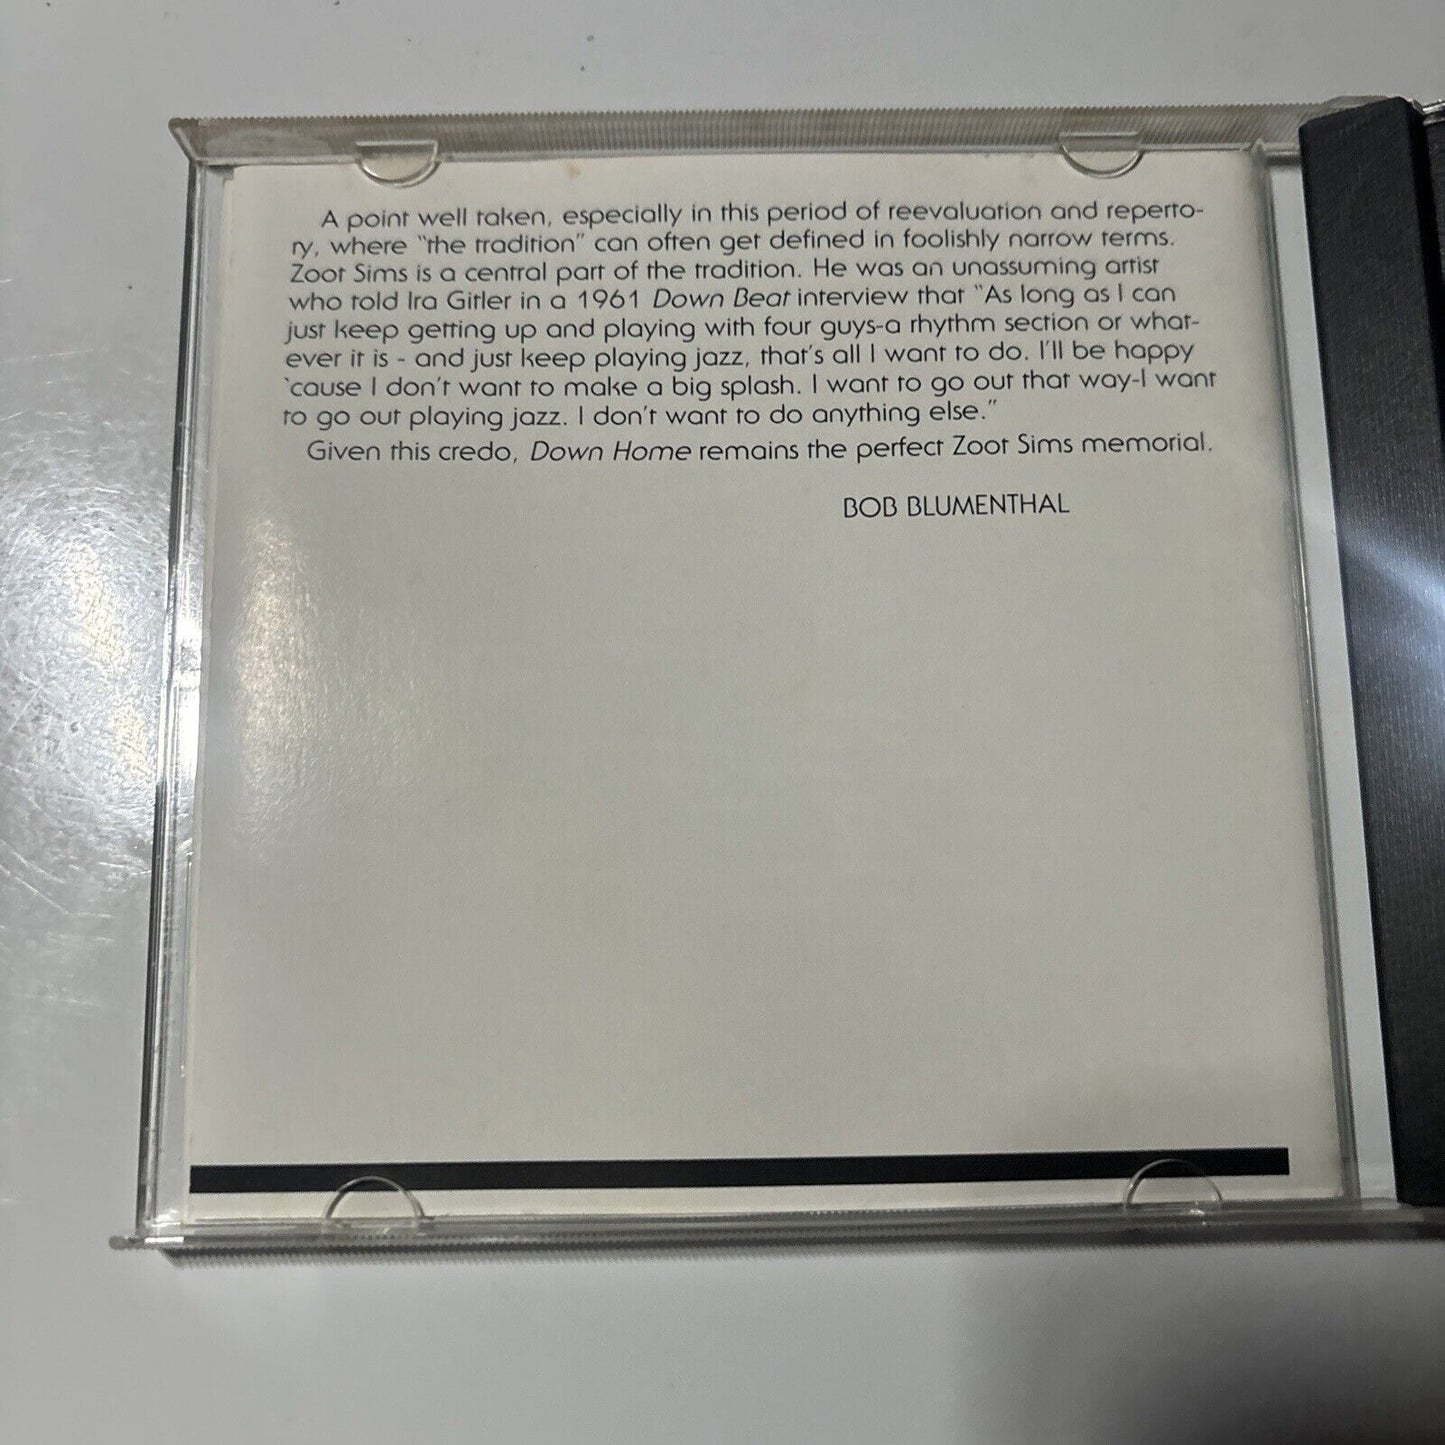 A point well taken, especially in this period of reevaluation and reperto-
ry, where "the tradition" can often get defined in foolishly narrow terms.
Zoot Sims is a central part of the tradition. He was an unassuming artist
who told Ira Gitler in a 1961 Down Beat interview that "As long as I can
just keep getting up and playing with four guys-a rhythm section or what-
ever it is - and just keep playing jazz, that's all I want to do. I'll be happy
'cause I don't want to make a big splash. I want to go out that way-I want
to go out playing jazz. I don't want to do anything else."
Given this credo, Down Home remains the perfect Zoot Sims memorial.
BOB BLUMENTHAL